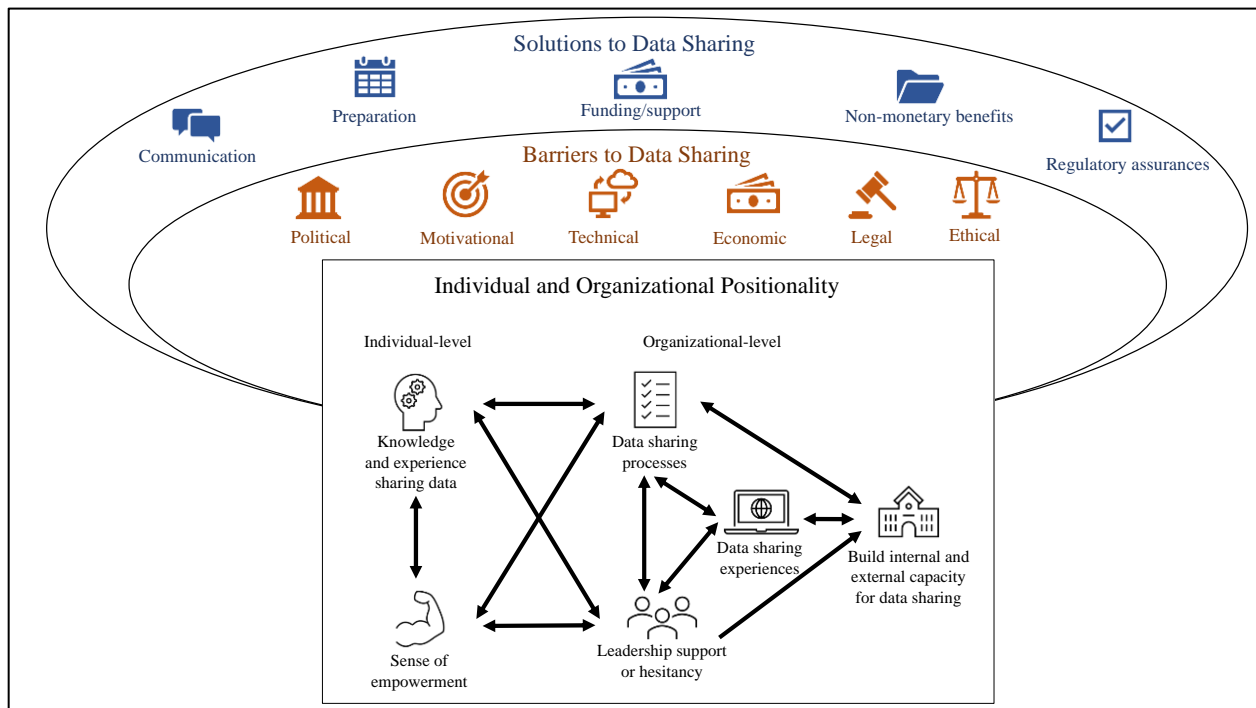 Solutions to Data Sharing
Communication
Preparation
Funding/support
Non-monetary benefits
Regulatory assurances
Barriers to Data Sharing
Political
Motivational
Technical
Economic
Legal
Ethical
Individual and Organizational Positionality
Individual-level
Organizational-level
Knowledge
and experience
sharing data
Data sharing
processes
Data sharing
experiences
Build internal and
external capacity
for data sharing
Sense of
empowerment
Leadership support
or hesitancy